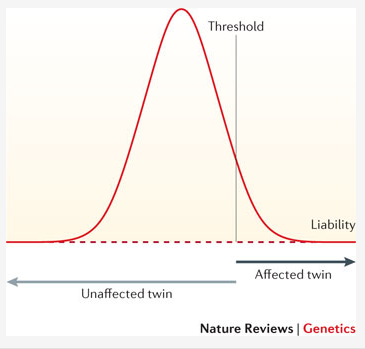 Threshold
Liability
Affected twin
Unaffected twin
Nature Reviews | Genetics